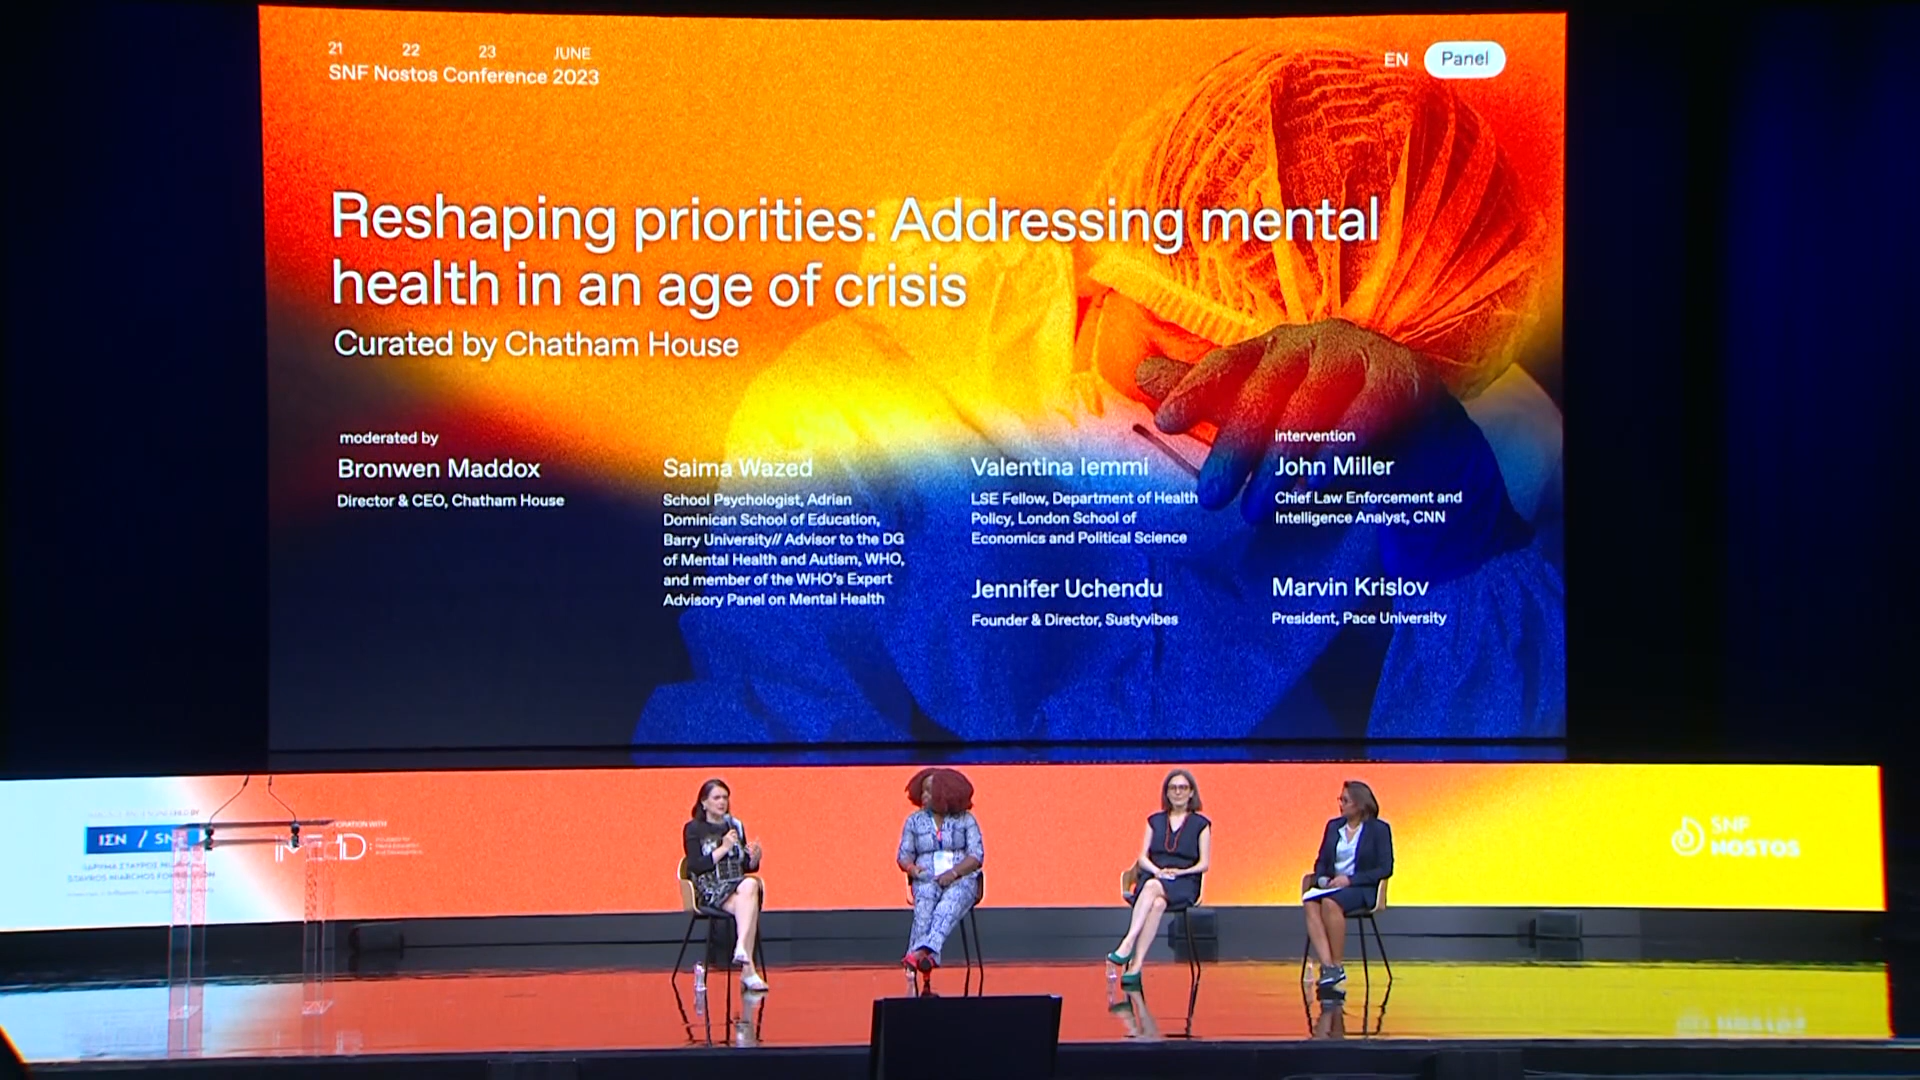 21 22 23 JUNE
SNF Nostos Conference 2023
EN Panel
Reshaping priorities: Addressing mental
health in an age of crisis
Curated by Chatham House
moderated by
Bronwen Maddox
Director & CEO, Chatham House
Saima Wazed
School Psychologist, Adrian
Dominican School of Education,
Barry University// Advisor to the DG
of Mental Health and Autism, WHO,
and member of the WHO's Expert
Advisory Panel on Mental Health
Valentina Iemmi
LSE Fellow, Department of Health
Policy, London School of
Economics and Political Science
Jennifer Uchendu
Founder & Director, Sustyvibes
intervention
John Miller
Chief Law Enforcement and
Intelligence Analyst, CNN
Marvin Krislov
President, Pace University
ΙΣΝ / SN
SNF
NOSTOS